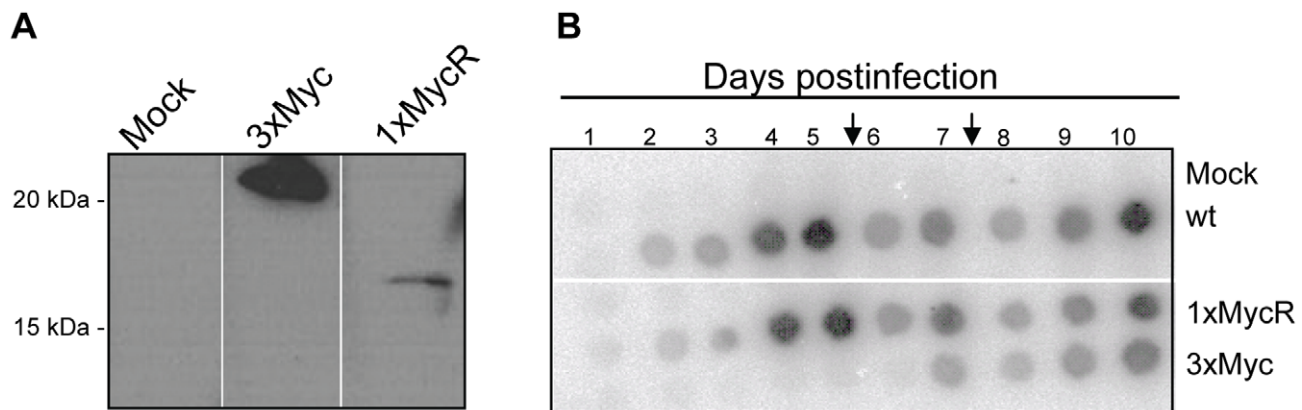 A
Mock
3xMyc
1xMycR
20 kDa -
15 kDa -
B
Days postinfection
1 2 3 4 5 6 7 8 9 10
Mock
wt
1xMycR
3xMyc